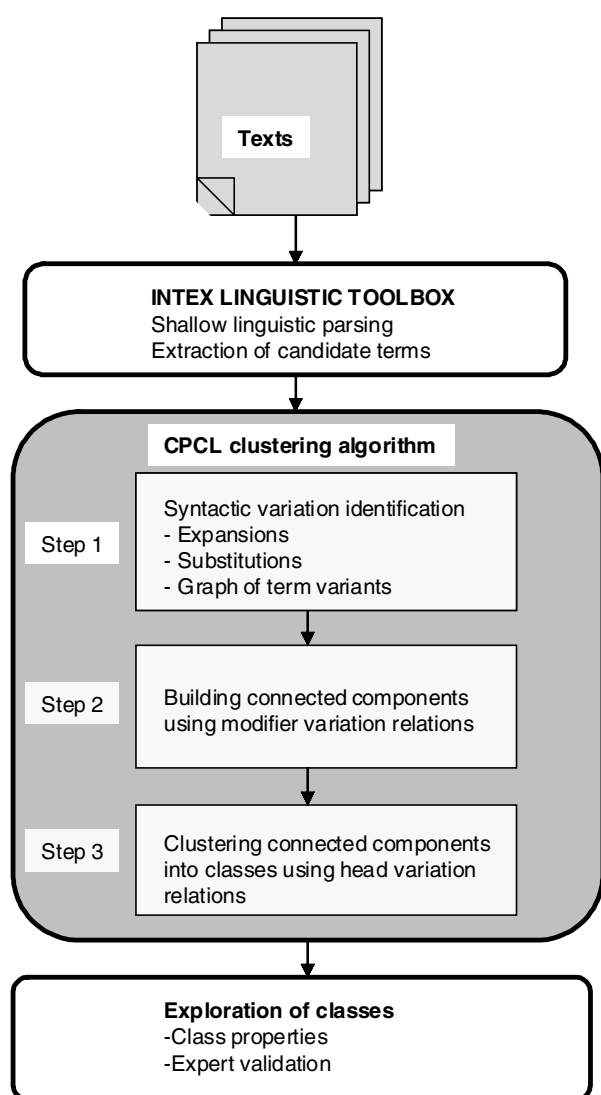 Texts
INTEX LINGUISTIC TOOLBOX
Shallow linguistic parsing
Extraction of candidate terms
CPCL clustering algorithm
Step 1
Syntactic variation identification
- Expansions
- Substitutions
- Graph of term variants
Step 2
Building connected components
using modifier variation relations
Step 3
Clustering connected components
into classes using head variation
relations
Exploration of classes
-Class properties
-Expert validation